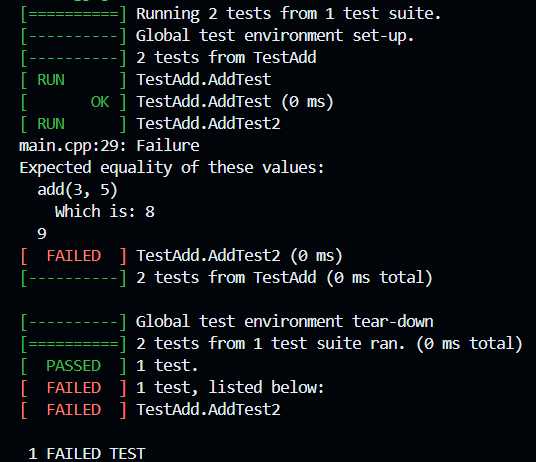 [==========] Running 2 tests from 1 test suite.
[----------] Global test environment set-up.
[----------] 2 tests from TestAdd
[ RUN      ] TestAdd.AddTest
[       OK ] TestAdd.AddTest (0 ms)
[ RUN      ] TestAdd.AddTest2
main.cpp:29: Failure
Expected equality of these values:
  add(3, 5)
    Which is: 8
  9
[  FAILED  ] TestAdd.AddTest2 (0 ms)
[----------] 2 tests from TestAdd (0 ms total)

[----------] Global test environment tear-down
[==========] 2 tests from 1 test suite ran. (0 ms total)
[  PASSED  ] 1 test.
[  FAILED  ] 1 test, listed below:
[  FAILED  ] TestAdd.AddTest2

 1 FAILED TEST